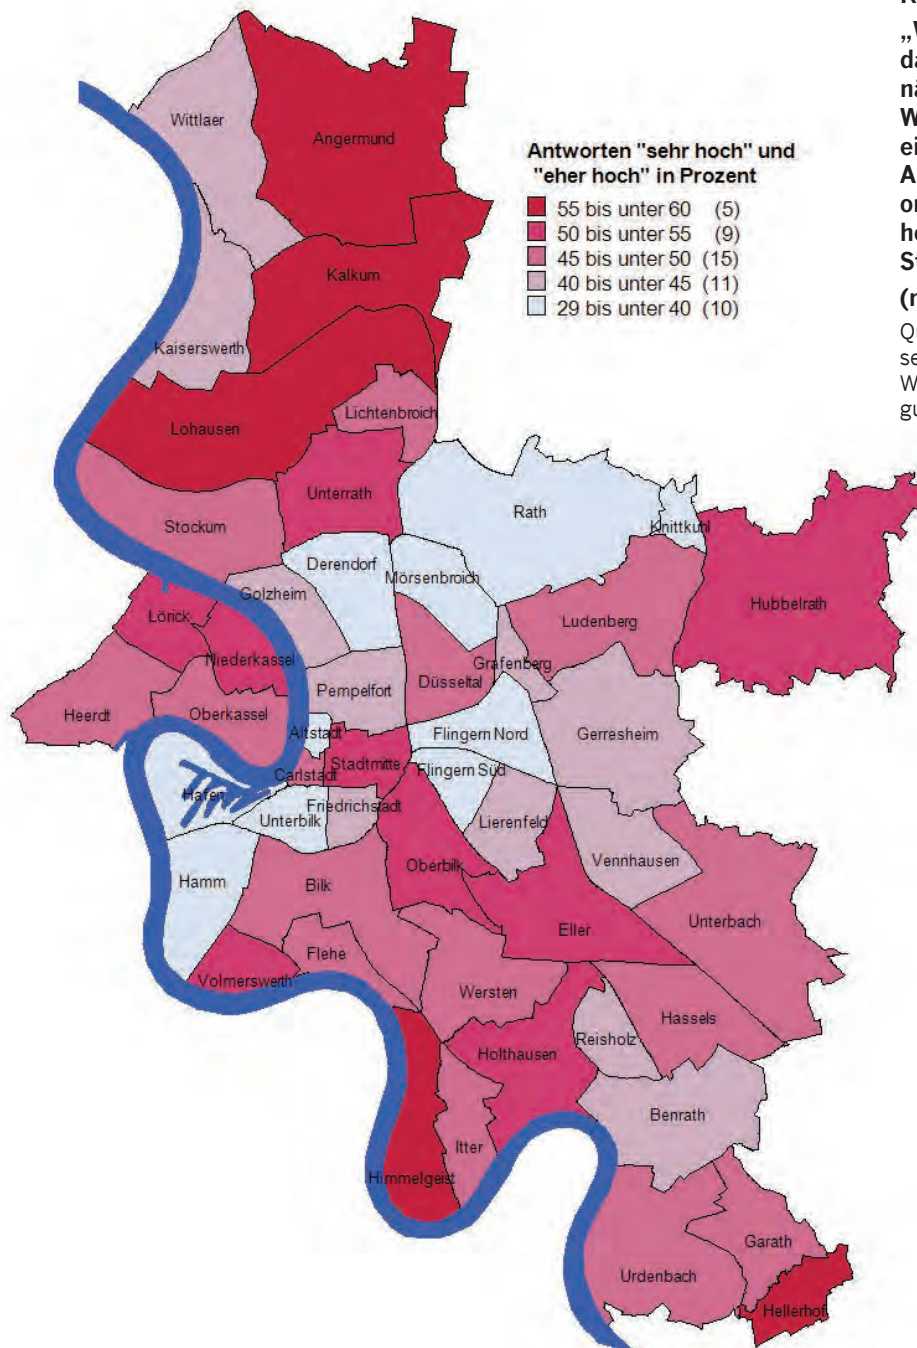 Wittlaer
Angermund
Antworten "sehr hoch" und
"eher hoch" in Prozent
55 bis unter 60 (5)
50 bis unter 55 (9)
45 bis unter 50 (15)
40 bis unter 45 (11)
29 bis unter 40 (10)
Kalkum
Kaiserswerth
Lichtenbroich
Lohausen
Unterrath
Rath
Stockum
Knittkuhl
Derendorf
Mörsenbroich
Golzheim
Hubbelrath
Lörick
Ludenberg
Niederkassel
Grafenberg
Düsseltal
Pempelfort
Heerdt
Oberkassel
Altstadt
Flingern Nord
Gerresheim
Stadtmitte
Flingern Süd
Carlstadt
Hafen
Friedrichstadt
Unterbilk
Lierenfeld
Vennhausen
Oberbilk
Hamm
Bilk
Unterbach
Eller
Flehe
Volmerswerth
Wersten
Hassels
Reisholz
Holthausen
Benrath
Itter
Himmelgeist
Garath
Urdenbach
Hellerhof